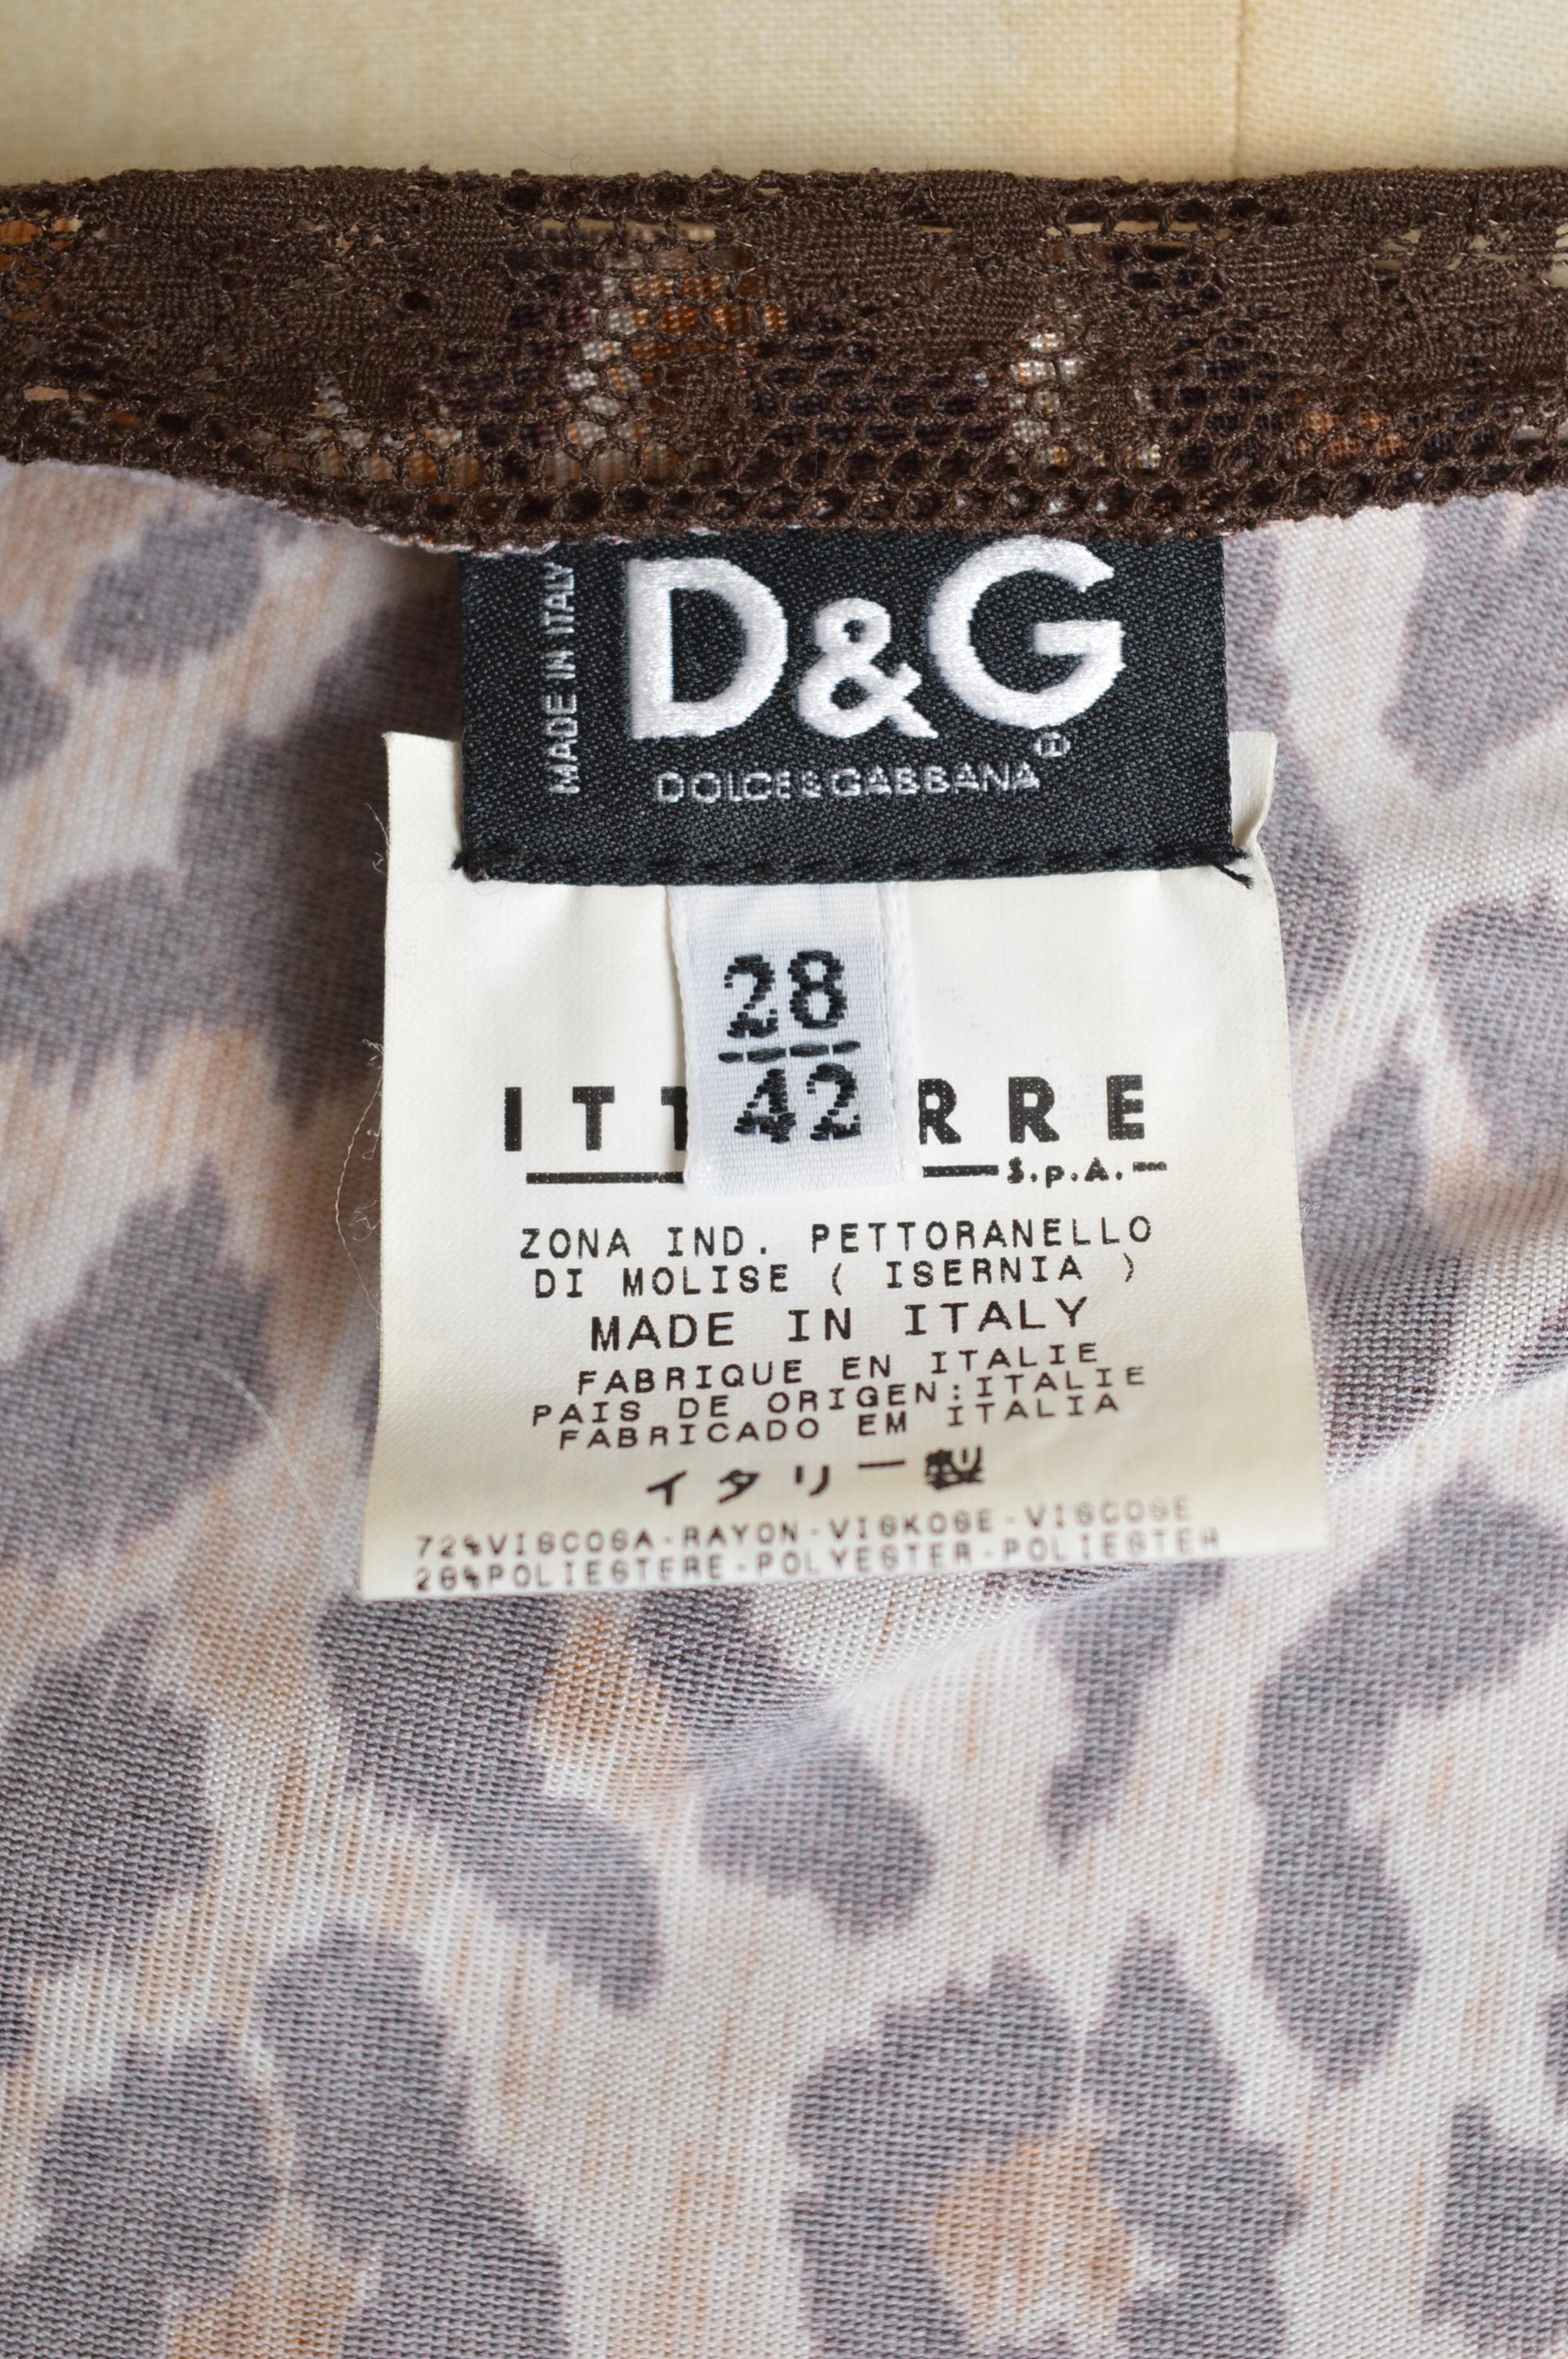 MADE IN ITALY
D&G
DOLCE&GABBANA®
28
42
ITT RRE
S.p.A.
ZONA IND. PETTORANELLO
DI MOLISE ( ISERNIA )
MADE IN ITALY
FABRIQUE EN ITALIE
PAIS DE ORIGEN:ITALIE
FABRICADO EM ITALIA
イタリー製
72%VISCOSA-RAYON-VISKOSE-VISCOSE
28%POLIESTERE-POLYESTER-POLIESTER